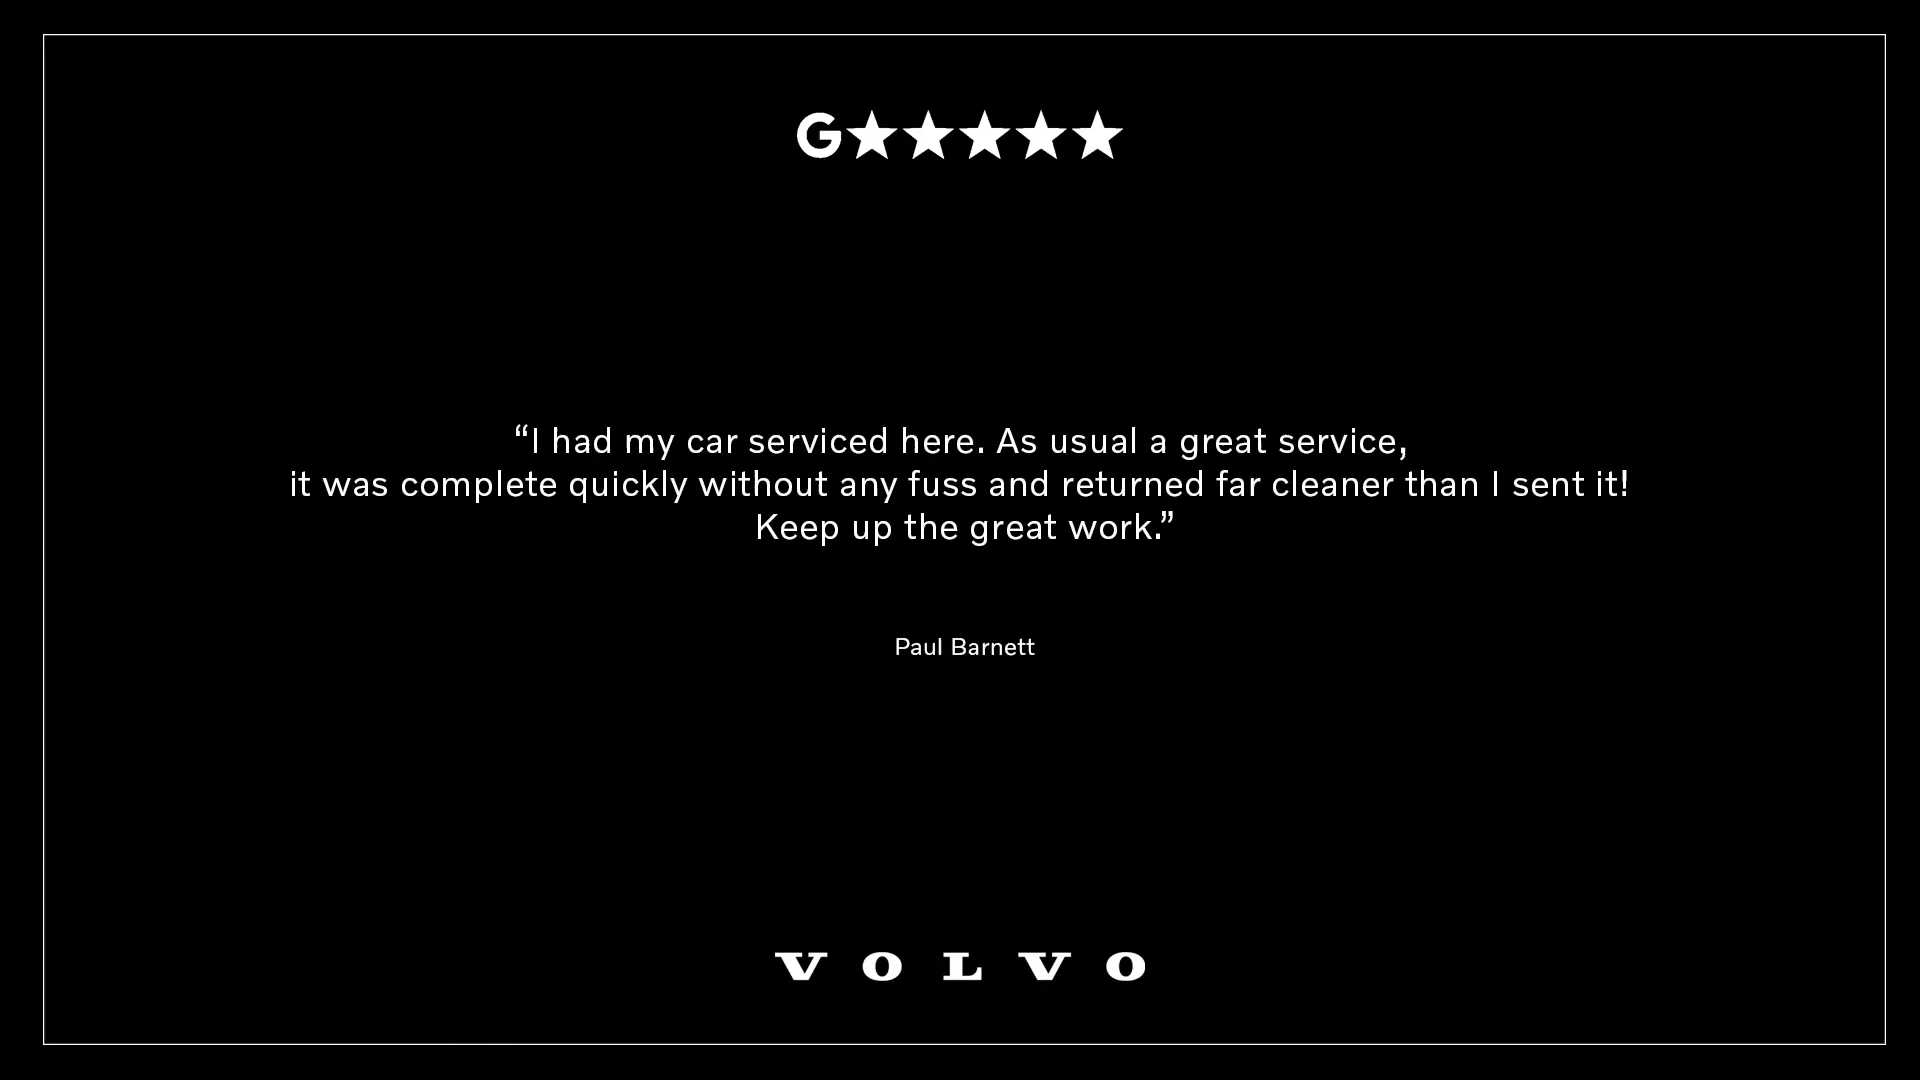 G★★★★★
“I had my car serviced here. As usual a great service,
it was complete quickly without any fuss and returned far cleaner than I sent it!
Keep up the great work.”
Paul Barnett
VOLVO